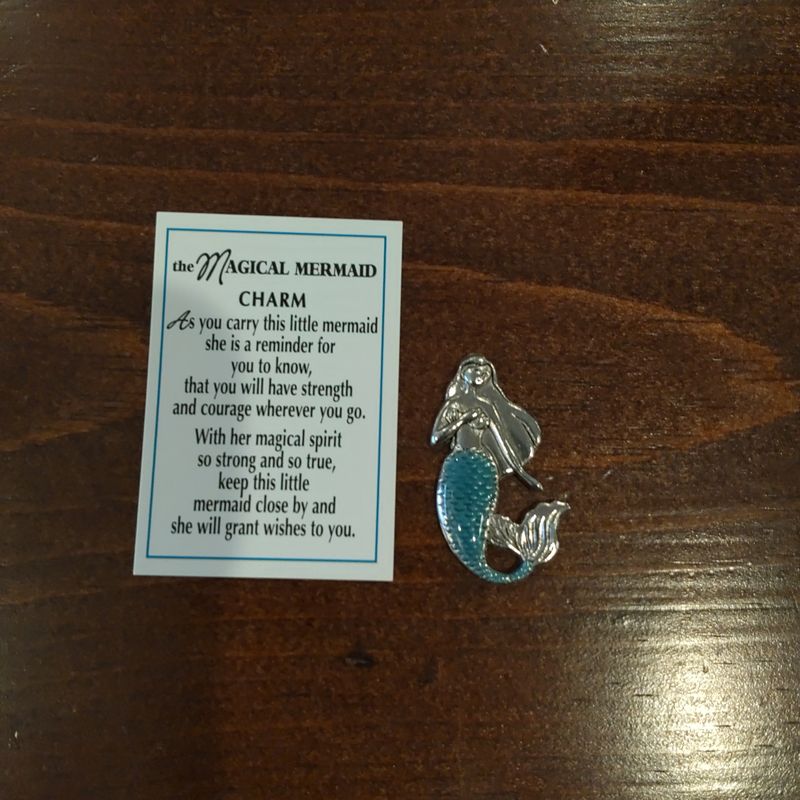 the MAGICAL MERMAID
CHARM
As you carry this little mermaid
she is a reminder for
you to know,
that you will have strength
and courage wherever you go.
With her magical spirit
so strong and so true,
keep this little
mermaid close by and
she will grant wishes to you.